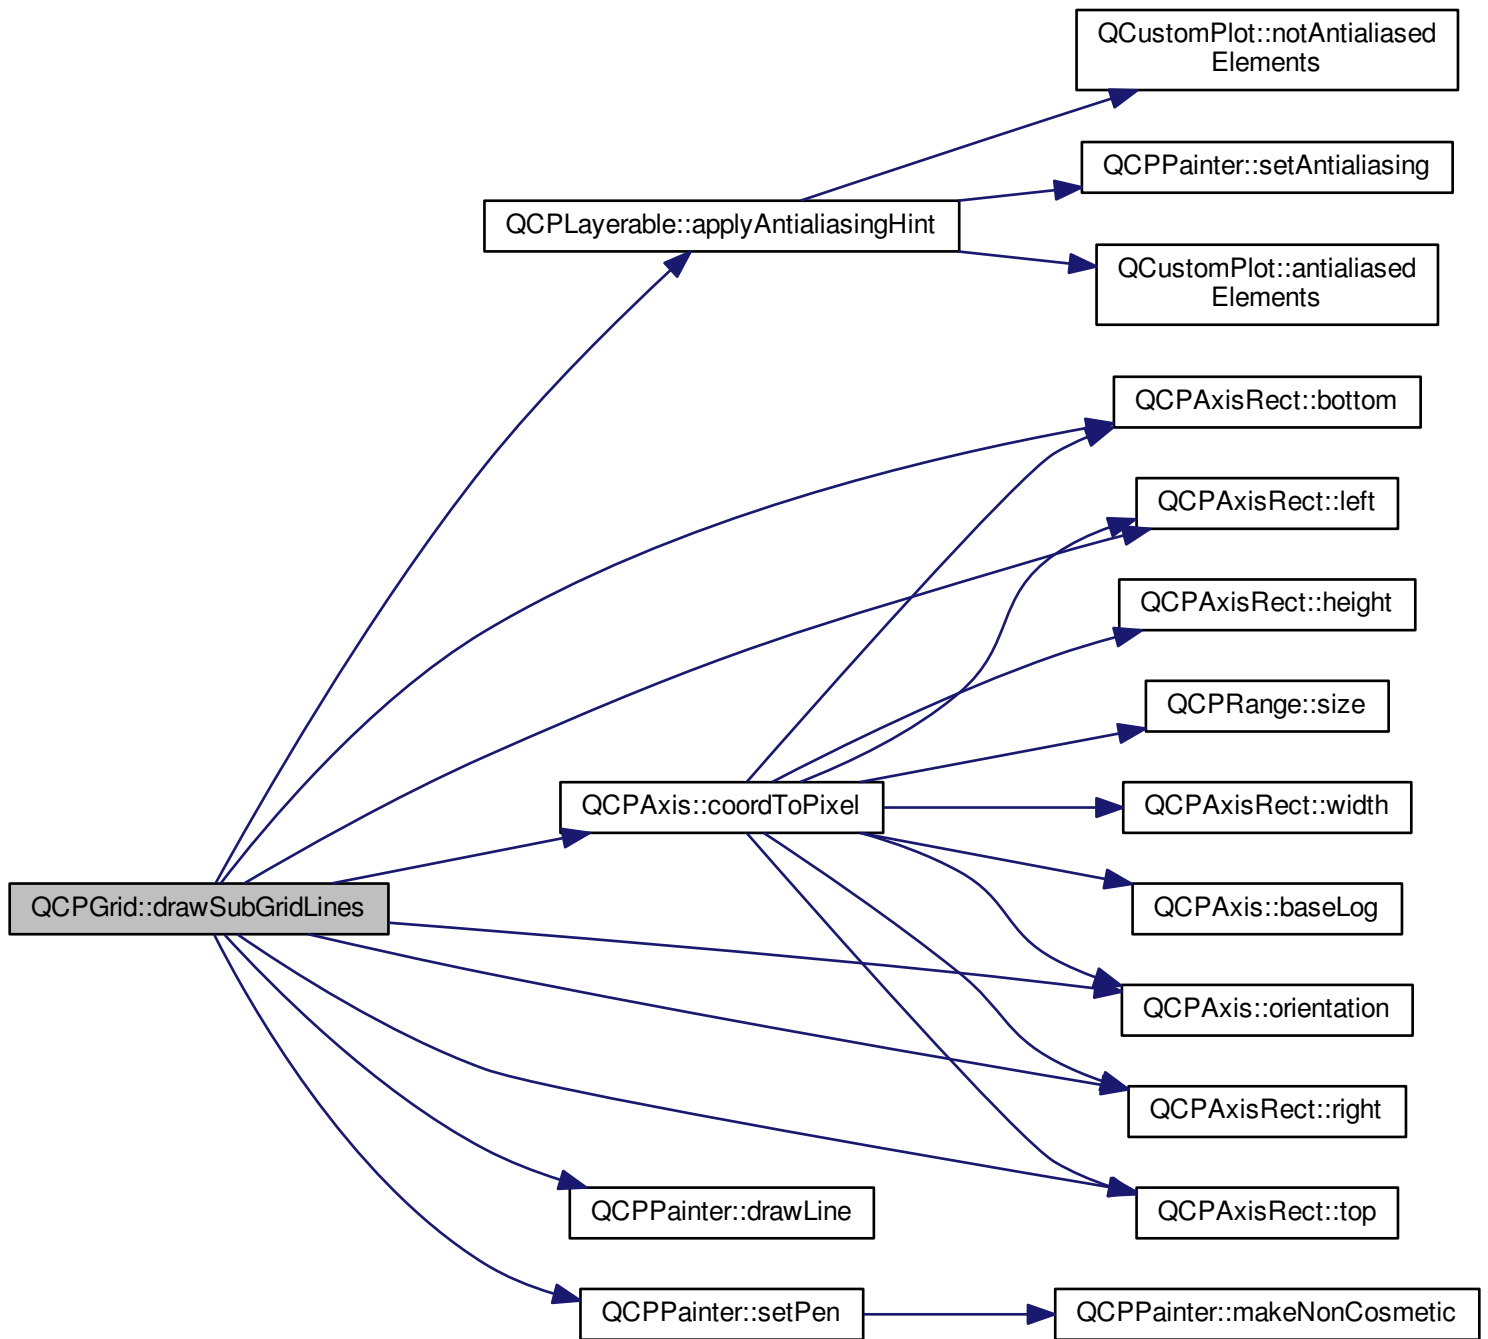 QCustomPlot::notAntialiased
Elements
QCPPainter::setAntialiasing
QCPLayerable::applyAntialiasingHint
QCustomPlot::antialiased
Elements
QCPAxisRect::bottom
QCPAxisRect::left
QCPAxisRect::height
QCPRange::size
QCPAxis::coordToPixel
QCPAxisRect::width
QCPGrid::drawSubGridLines
QCPAxis::baseLog
QCPAxis::orientation
QCPAxisRect::right
QCPPainter::drawLine
QCPAxisRect::top
QCPPainter::setPen
QCPPainter::makeNonCosmetic